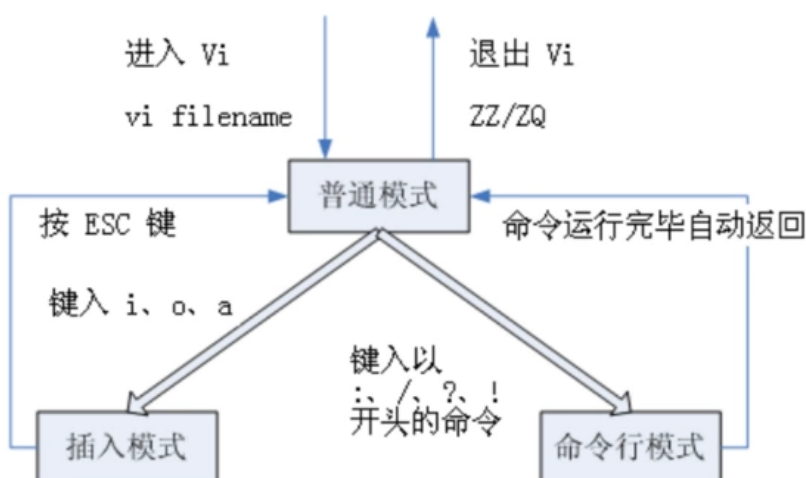 进入 Vi
退出 Vi
vi filename
ZZ/ZQ
普通模式
按 ESC 键
命令运行完毕自动返回
键入 i、o、a
键入以
:、/、?、!
开头的命令
插入模式
命令行模式